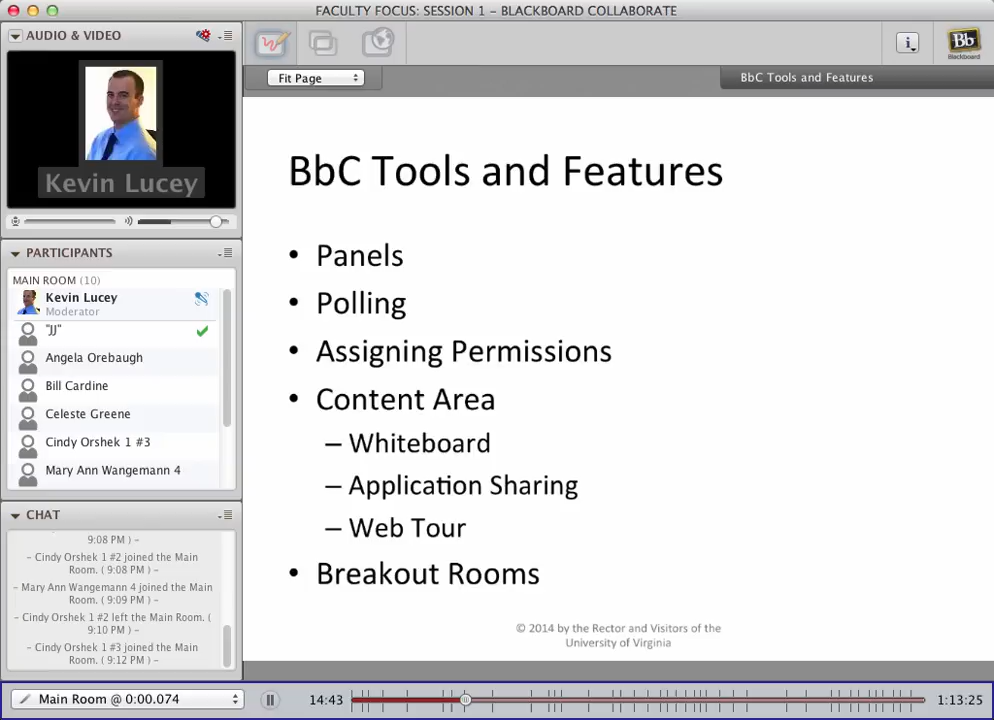 FACULTY FOCUS: SESSION 1 – BLACKBOARD COLLABORATE
AUDIO & VIDEO
Kevin Lucey
PARTICIPANTS
MAIN ROOM (10)
Kevin Lucey
Moderator
"JJ"
Angela Orebaugh
Bill Cardine
Celeste Greene
Cindy Orshek 1 #3
Mary Ann Wangemann 4
CHAT
9:08 PM ) –
– Cindy Orshek 1 #2 joined the Main
Room. ( 9:08 PM ) –
– Mary Ann Wangemann 4 joined the Main
Room. ( 9:09 PM ) –
– Cindy Orshek 1 #2 left the Main Room. (
9:10 PM ) –
– Cindy Orshek 1 #3 joined the Main
Room. ( 9:12 PM ) –
i
Bb
Blackboard
Fit Page
BbC Tools and Features
BbC Tools and Features
• Panels
• Polling
• Assigning Permissions
• Content Area
– Whiteboard
– Application Sharing
– Web Tour
• Breakout Rooms
© 2014 by the Rector and Visitors of the
University of Virginia
Main Room @ 0:00.074
14:43
1:13:25